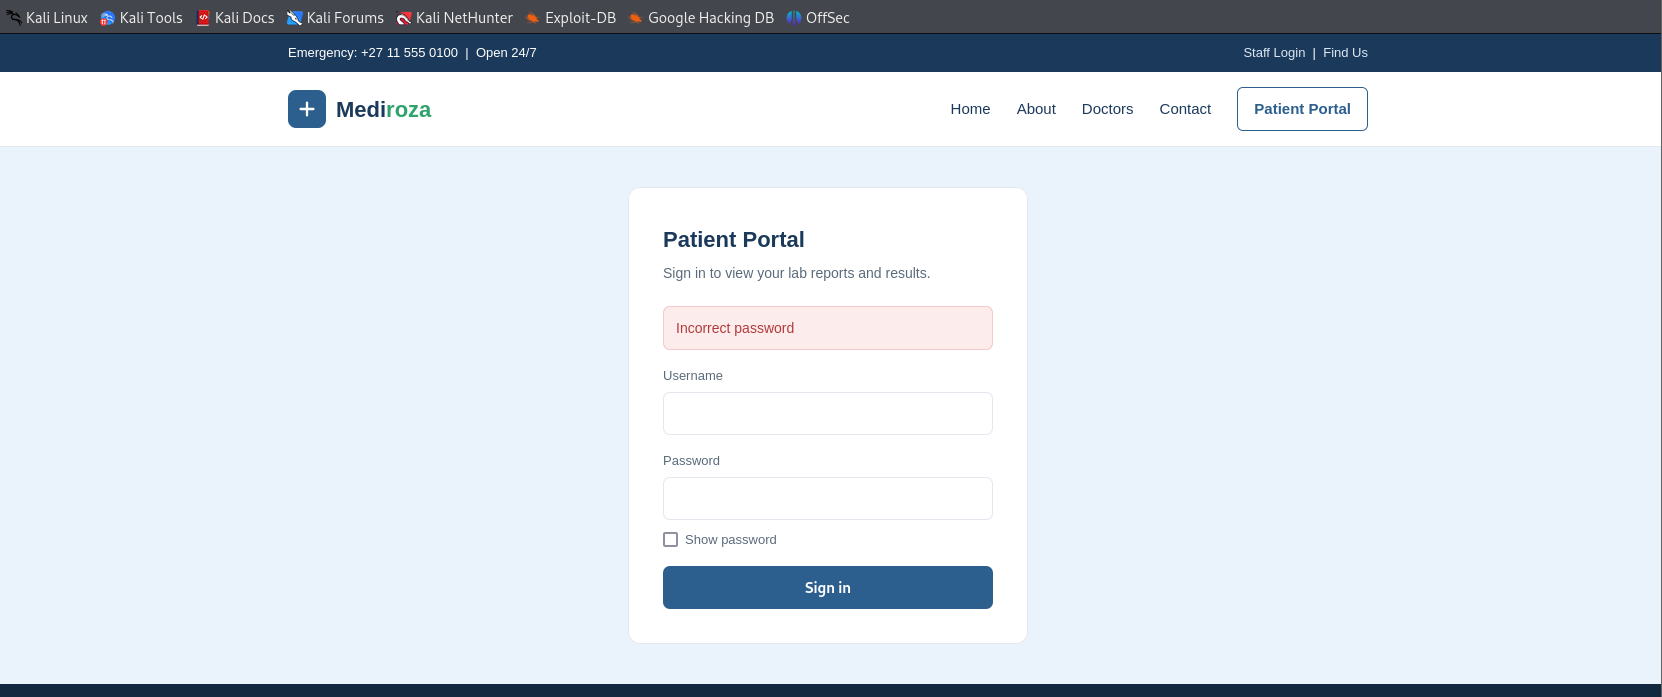 Kali Linux Kali Tools Kali Docs Kali Forums Kali NetHunter Exploit-DB Google Hacking DB OffSec
Emergency: +27 11 555 0100 | Open 24/7 Staff Login | Find Us
Mediroza Home About Doctors Contact Patient Portal
Patient Portal
Sign in to view your lab reports and results.
Incorrect password
Username
Password
Show password
Sign in